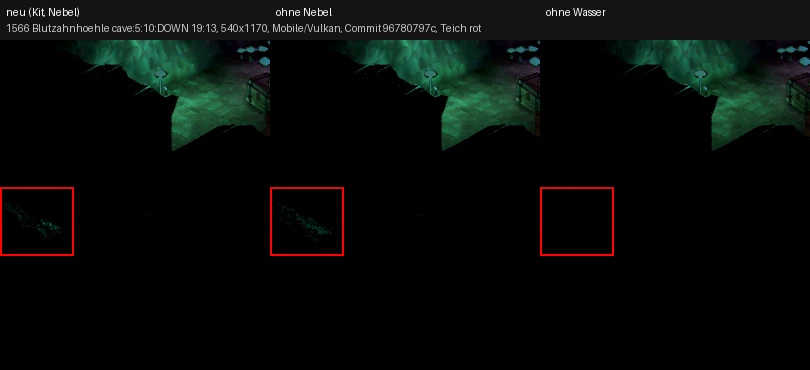 neu (Kit, Nebel) ohne Nebel ohne Wasser
1566 Blutzahnhoehle cave:5:10:DOWN 19:13, 540x1170, Mobile/Vulkan, Commit 96780797c, Teich rot